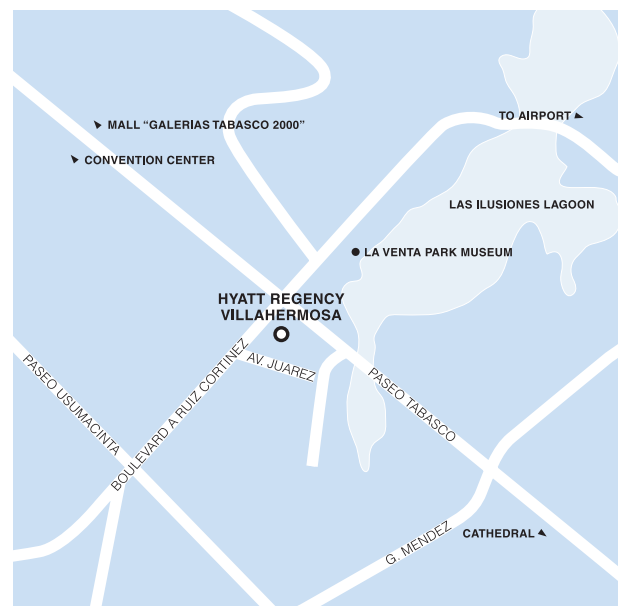 TO AIRPORT
MALL “GALERIAS TABASCO 2000”
CONVENTION CENTER
LAS ILUSIONES LAGOON
LA VENTA PARK MUSEUM
HYATT REGENCY
VILLAHERMOSA
AV. JUAREZ
PASEO USUMACINTA
BOULEVARD A RUIZ CORTINEZ
PASEO TABASCO
G. MENDEZ
CATHEDRAL